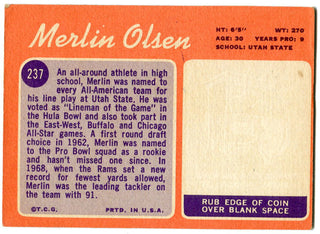 Merlin Olsen
HT: 6'5" WT: 270
AGE: 30 YEARS PRO: 9
SCHOOL: UTAH STATE
237
An all-around athlete in high
school, Merlin was named
to every All-American team for
his line play at Utah State. He was
voted as "Lineman of the Game" in
the Hula Bowl and also took part in
the East-West, Buffalo and Chicago
All-Star games. A first round draft
choice in 1962, Merlin was named
to the Pro Bowl squad as a rookie
and hasn't missed one since. In
1968, when the Rams set a new
record for fewest yards allowed,
Merlin was the leading tackler on
the team with 91.
©T.C.G. PRTD. IN U.S.A.
RUB EDGE OF COIN
OVER BLANK SPACE